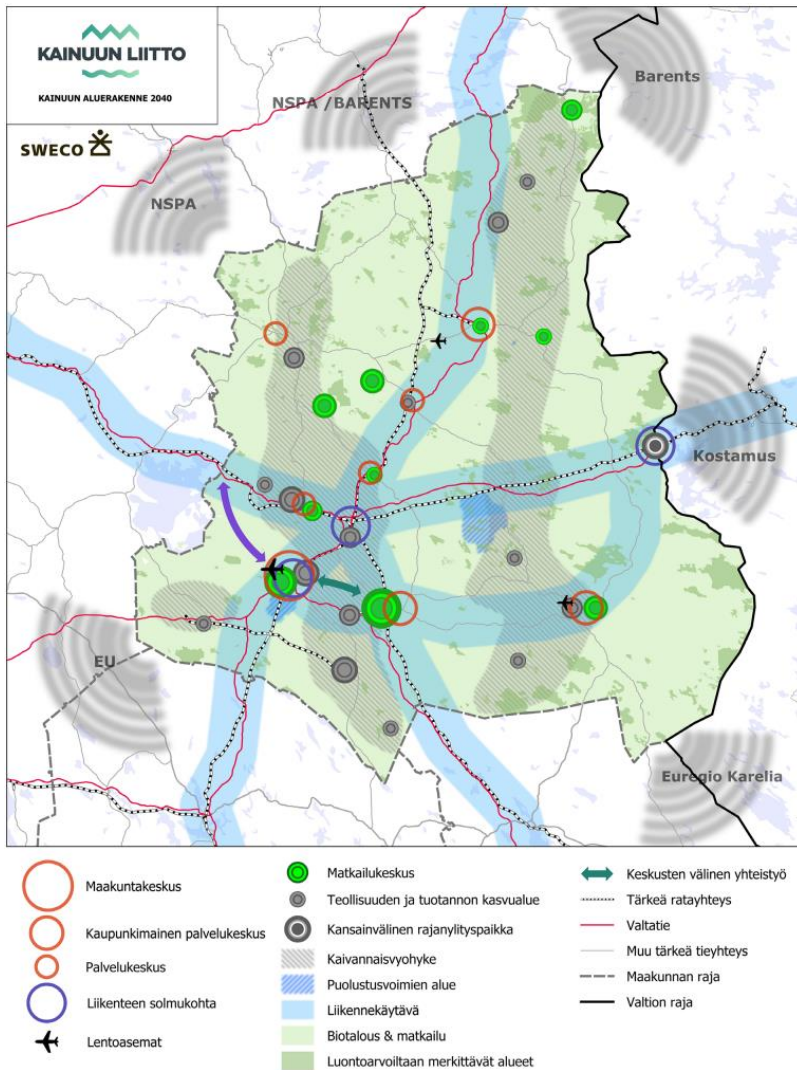 KAINUUN LIITTO
KAINUUN ALUERAKENNE 2040
SWECO
NSPA /BARENTS
Barents
NSPA
Kostamus
EU
Euregio Karelia
Maakuntakeskus
Kaupunkimainen palvelukeskus
Palvelukeskus
Liikenteen solmukohta
Lentoasemat
Matkailukeskus
Teollisuuden ja tuotannon kasvualue
Kansainvälinen rajanylityspaikka
Kaivannaisvyohyke
Puolustusvoimien alue
Liikennekäytävä
Biotalous & matkailu
Luontoarvoiltaan merkittävät alueet
Keskusten välinen yhteistyö
Tärkeä ratayhteys
Valtatie
Muu tärkeä tieyhteys
Maakunnan raja
Valtion raja